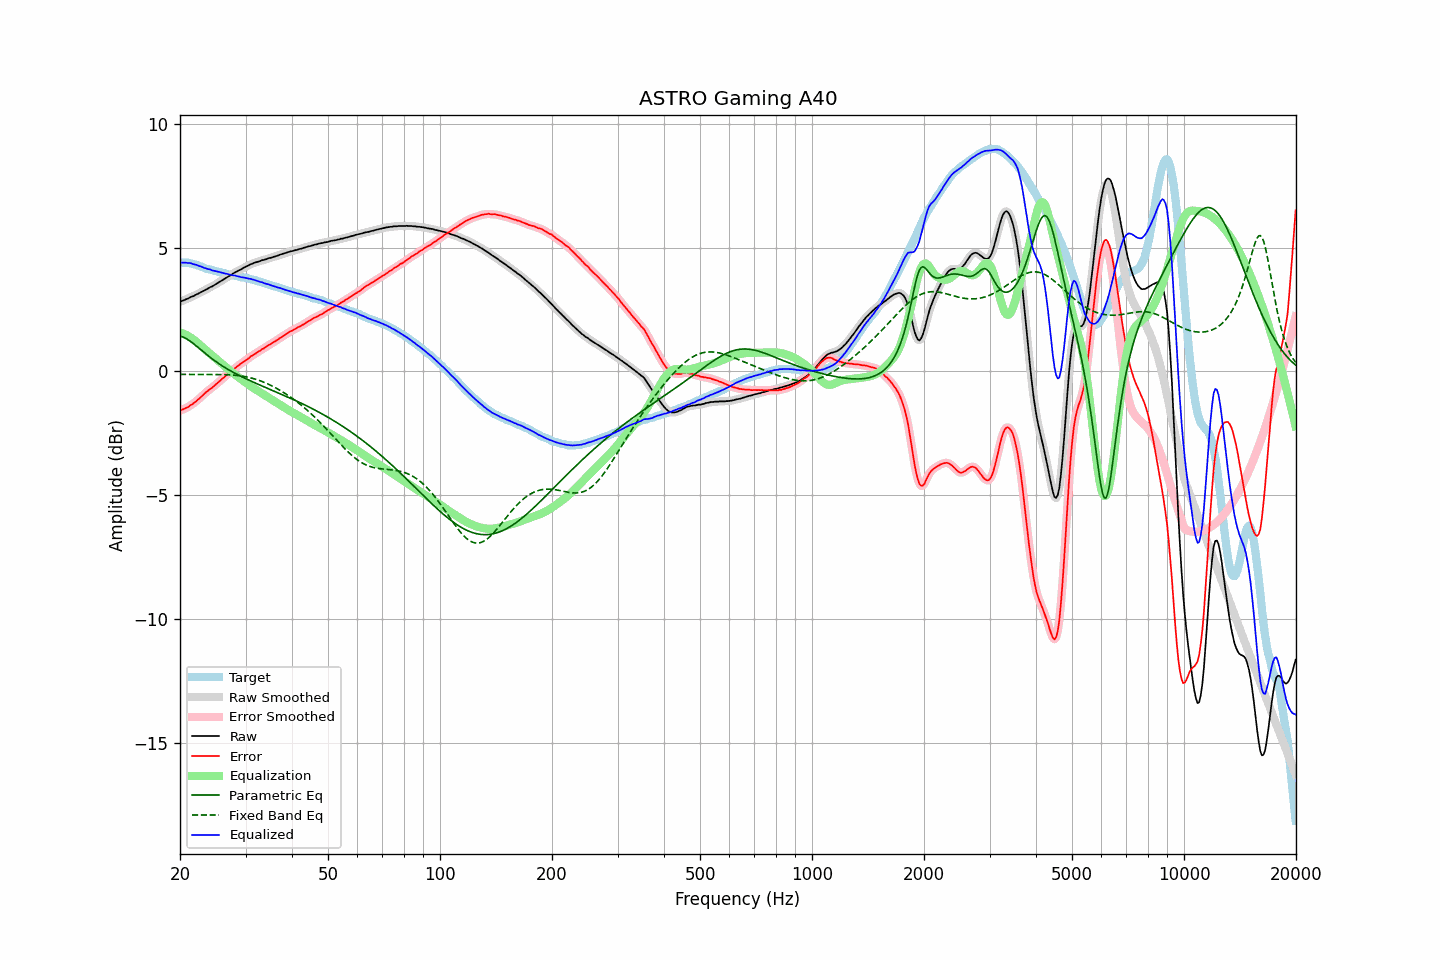 ASTRO Gaming A40
Amplitude (dBr)
10
5
0
−5
−10
−15
Target
Raw Smoothed
Error Smoothed
Raw
Error
Equalization
Parametric Eq
Fixed Band Eq
Equalized
20 50 100 200 500 1000 2000 5000 10000 20000
Frequency (Hz)